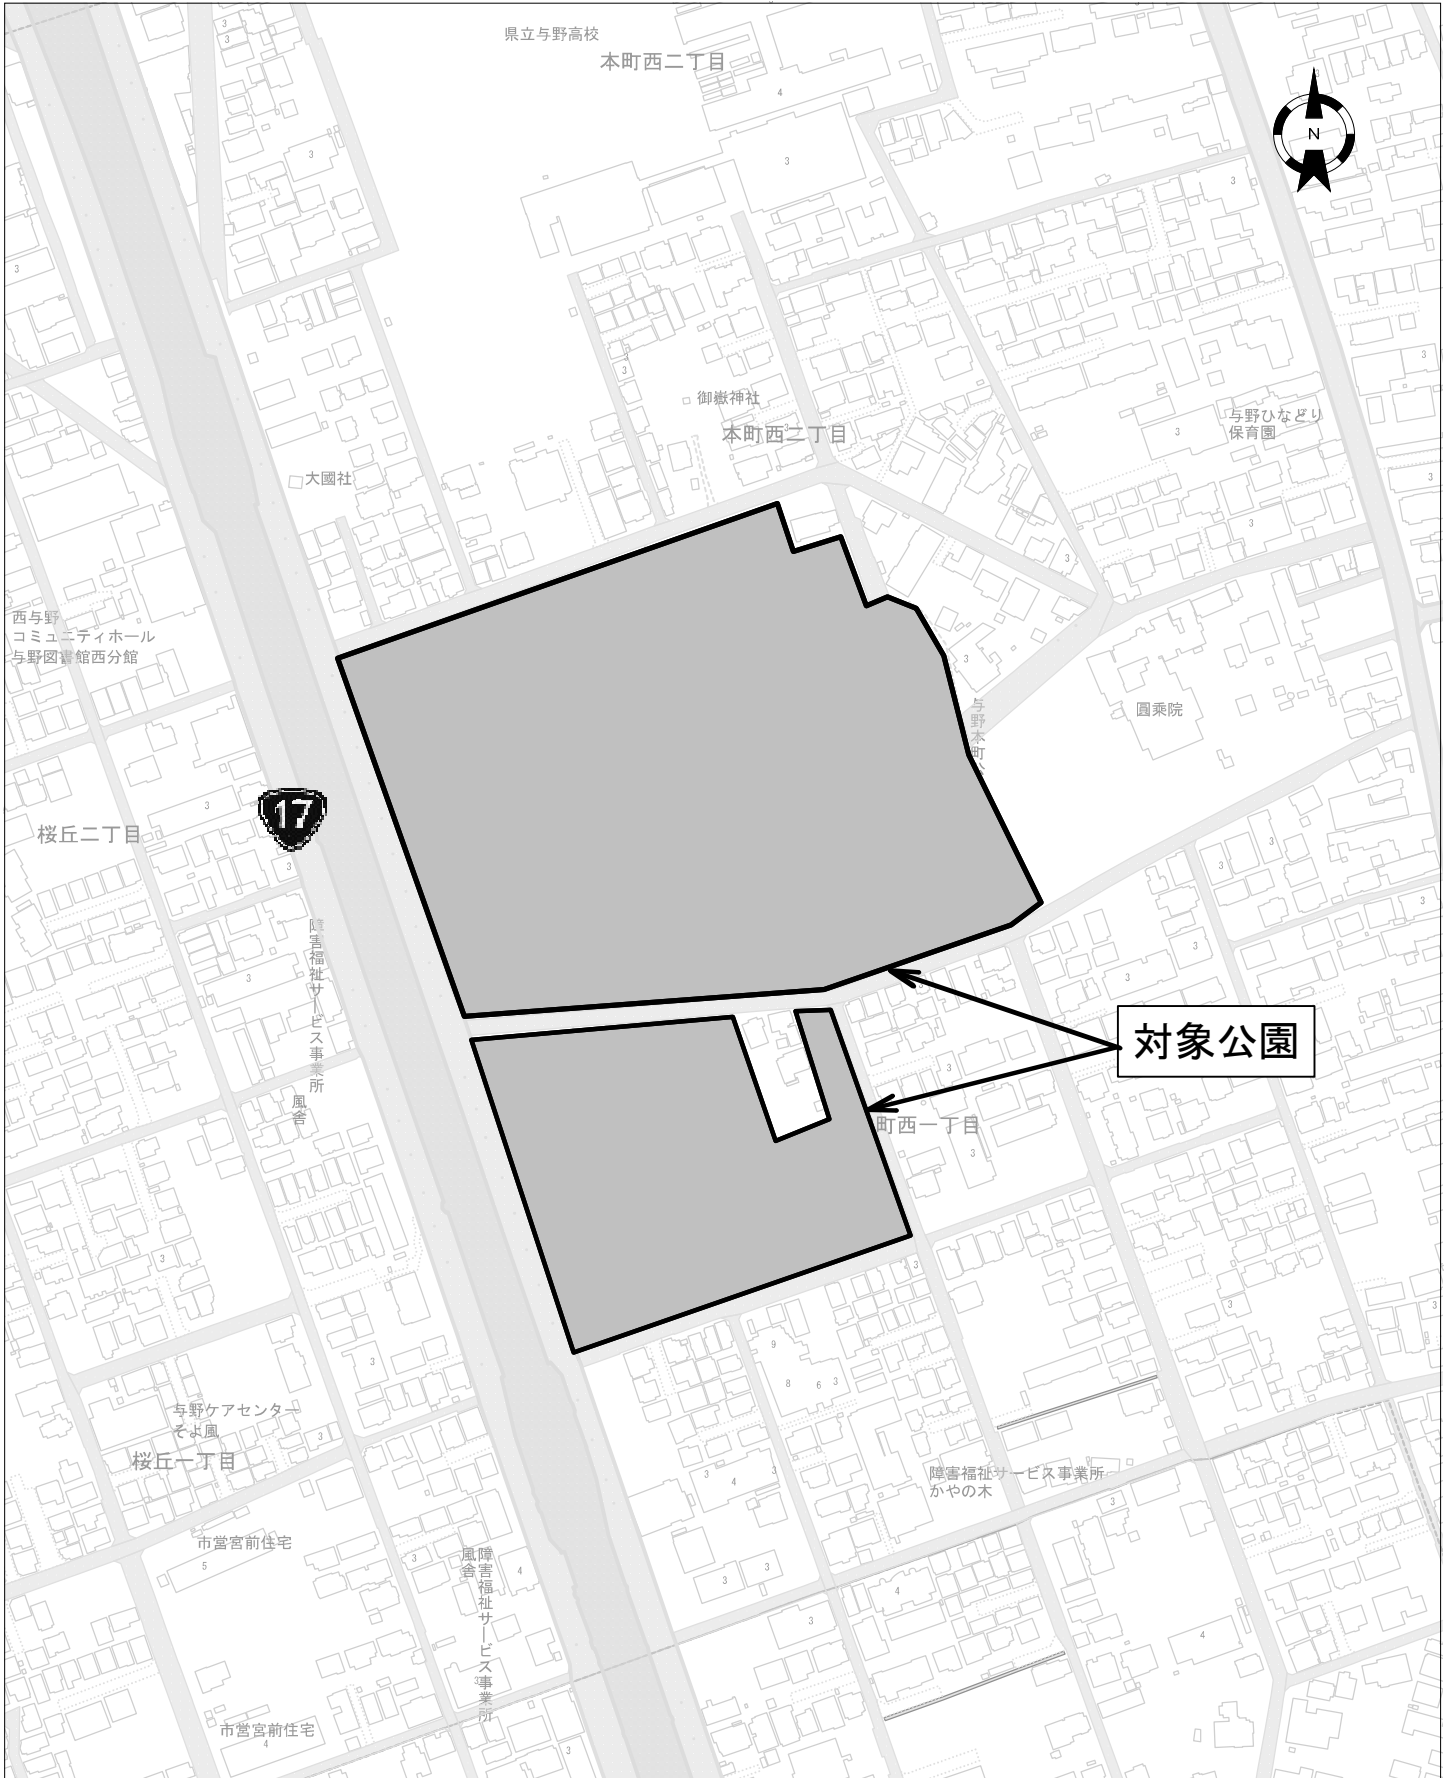 県立与野高校
本町西二丁目
N
御嶽神社
本町西二丁目
与野ひなどり
保育園
大國社
西与野
コミュニティホール
与野図書館西分館
与野本町公
圓乗院
17
桜丘二丁目
障害福祉サービス事業所
風舎
対象公園
町西一丁目
与野ケアセンター
そよ風
桜丘一丁目
障害福祉サービス事業所
かやの木
市営宮前住宅
障害福祉サービス事業所
風舎
市営宮前住宅